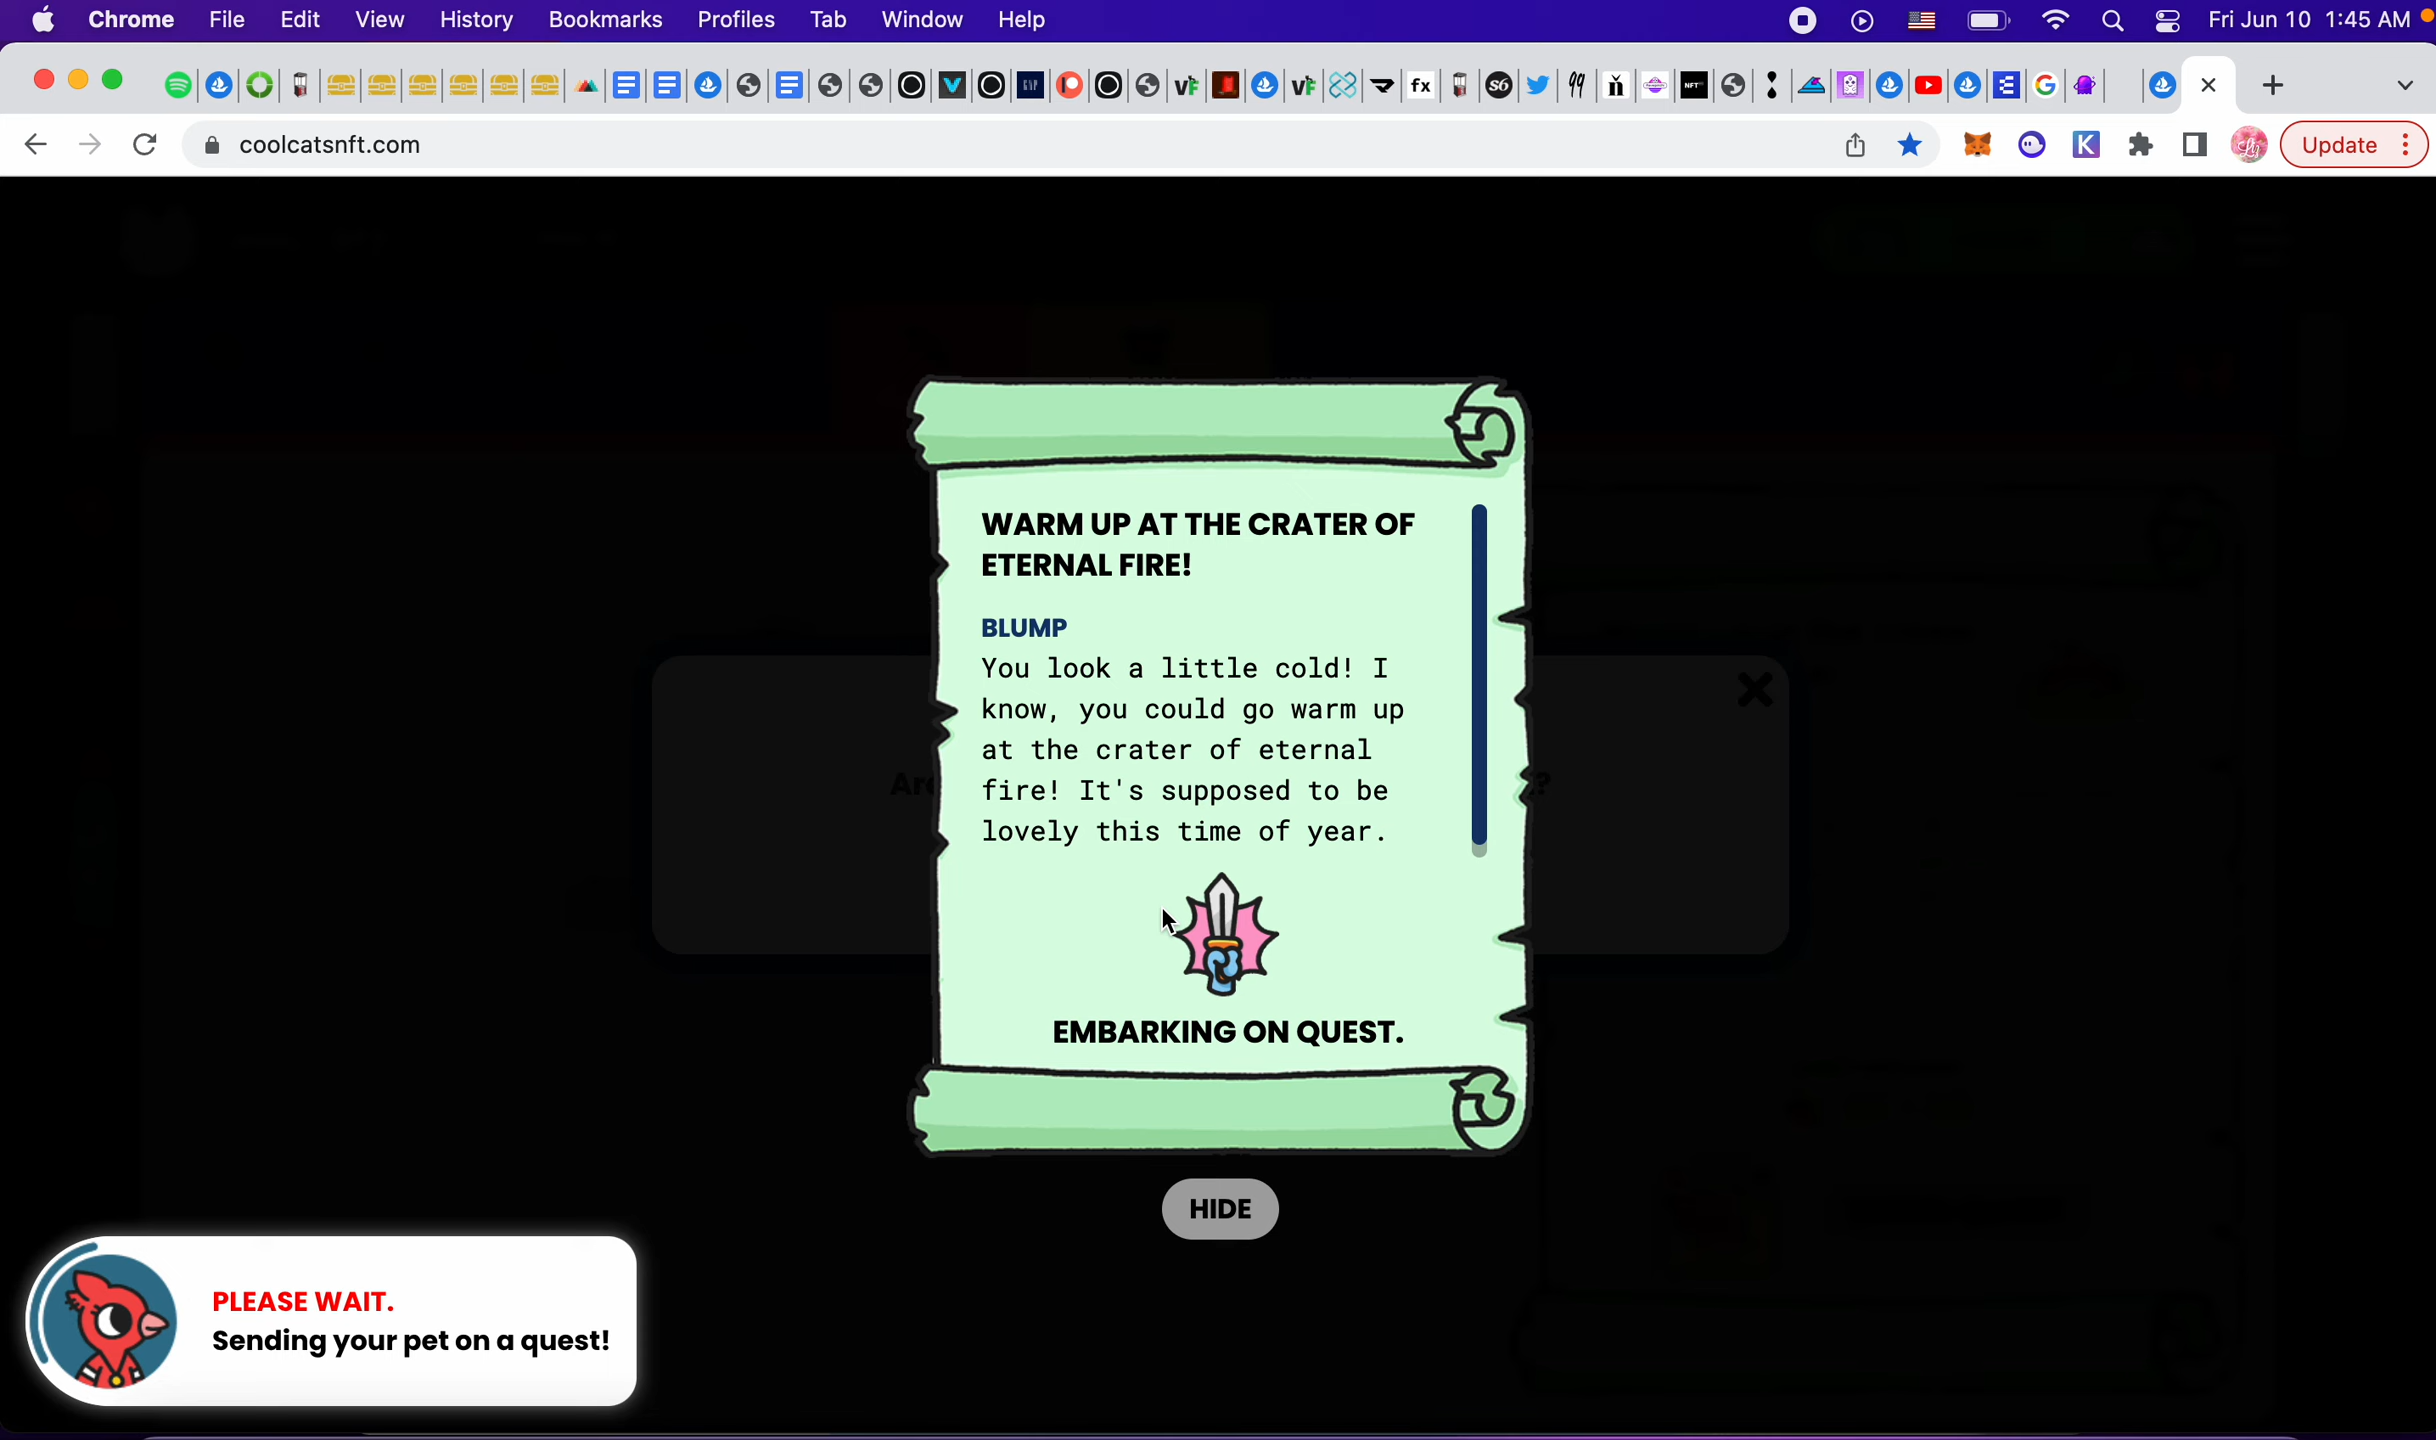 Chrome File Edit View History Bookmarks Profiles Tab Window Help Fri Jun 10 1:45 AM
coolcatsnft.com Update
WARM UP AT THE CRATER OF
ETERNAL FIRE!
BLUMP
You look a little cold! I
know, you could go warm up
at the crater of eternal
fire! It's supposed to be
lovely this time of year.
EMBARKING ON QUEST.
HIDE
PLEASE WAIT.
Sending your pet on a quest!